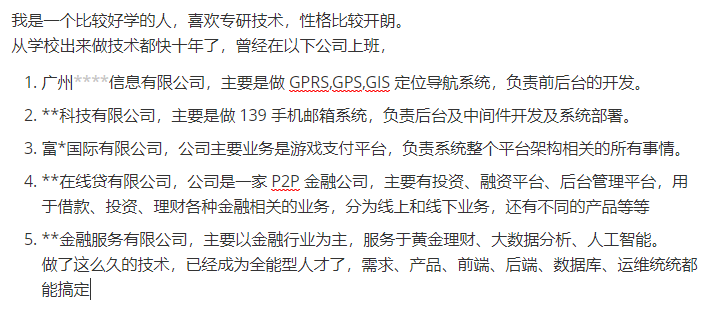 我是一个比较好学的人，喜欢专研技术，性格比较开朗。
从学校出来做技术都快十年了，曾经在以下公司上班，
1. 广州****信息有限公司，主要是做 GPRS,GPS,GIS 定位导航系统，负责前后台的开发。
2. **科技有限公司，主要是做 139 手机邮箱系统，负责后台及中间件开发及系统部署。
3. 富*国际有限公司，公司主要业务是游戏支付平台，负责系统整个平台架构相关的所有事情。
4. **在线贷有限公司，公司是一家 P2P 金融公司，主要有投资、融资平台、后台管理平台，用
于借款、投资、理财各种金融相关的业务，分为线上和线下业务，还有不同的产品等等
5. **金融服务有限公司，主要以金融行业为主，服务于黄金理财、大数据分析、人工智能。
做了这么久的技术，已经成为全能型人才了，需求、产品、前端、后端、数据库、运维统统都
能搞定